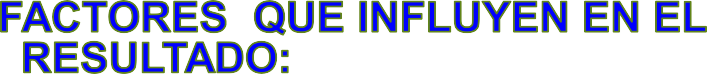 FACTORES QUE INFLUYEN EN EL
RESULTADO: